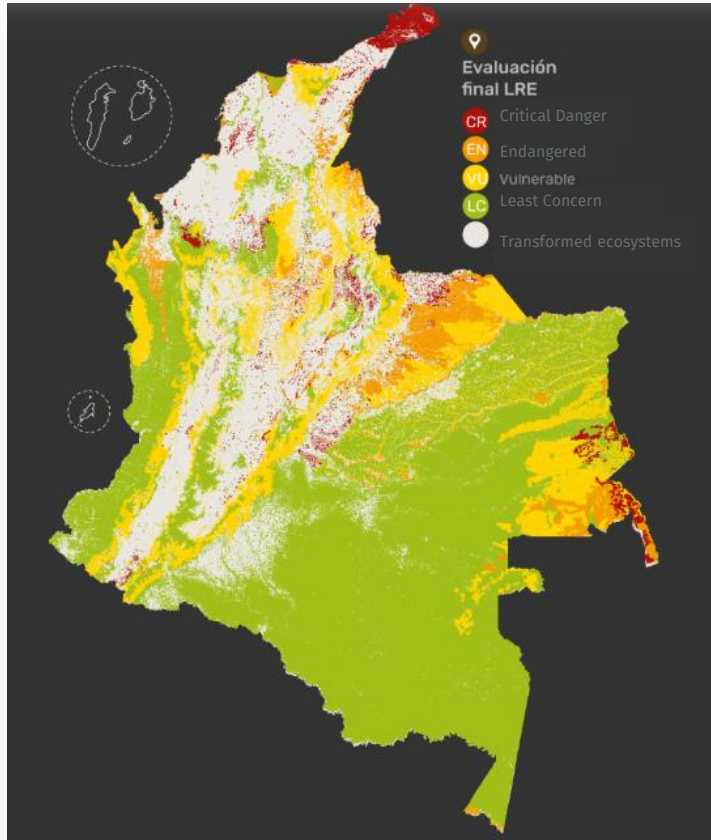 Evaluación
final LRE
CR Critical Danger
EN Endangered
VU Vulnerable
LC Least Concern
Transformed ecosystems